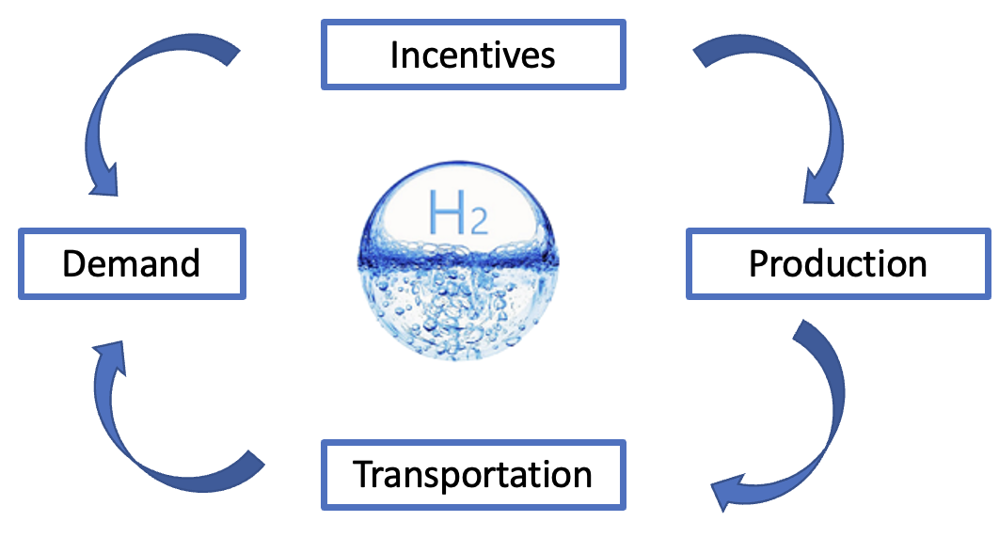 Incentives
H2
Demand
Production
Transportation